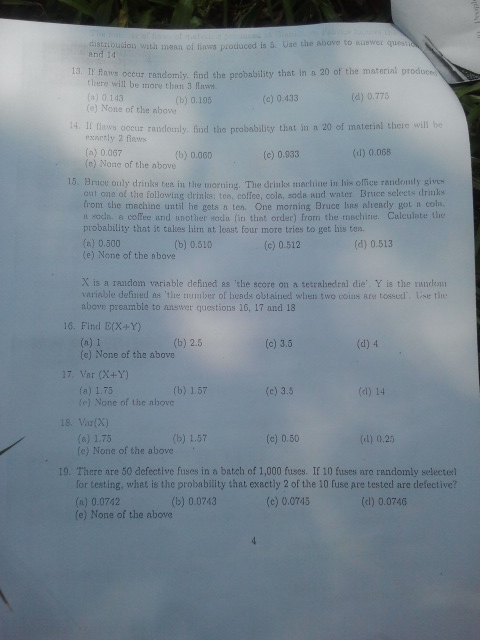 distribution with mean of flaws produced is 5. Use the above to answer
and 14
13. If flaws occur randomly, find the probability that in a 20 of the material produced
there will be more than 3 flaws
(a) 0.143 (b) 0.105 (c) 0.433 (d) 0.775
(e) None of the above
14. If flaws occur randomly, find the probability that in a 20 of material there will be
exactly 2 flaws
(a) 0.067 (b) 0.060 (c) 0.933 (d) 0.068
(e) None of the above
15. Bruce only drinks tea in the morning. The drinks machine in his office randomly gives
out one of the following drinks: tea, coffee, cola, soda and water. Bruce selects drinks
from the machine until he gets a tea. One morning Bruce has already got a cola,
a soda, a coffee and another soda (in that order) from the machine. Calculate the
probability that it takes him at least four more tries to get his tea.
(a) 0.500 (b) 0.510 (c) 0.512 (d) 0.513
(e) None of the above
X is a random variable defined as 'the score on a tetrahedral die'. Y is the random
variable defined as 'the number of heads obtained when two coins are tossed'. Use the
above preamble to answer questions 16, 17 and 18
16. Find E(X+Y)
(a) 1 (b) 2.5 (c) 3.5 (d) 4
(e) None of the above
17. Var (X+Y)
(a) 1.75 (b) 1.57 (c) 3.5 (d) 14
(e) None of the above
18. Var(X)
(a) 1.75 (b) 1.57 (c) 0.50 (d) 0.25
(e) None of the above
19. There are 50 defective fuses in a batch of 1,000 fuses. If 10 fuses are randomly selected
for testing, what is the probability that exactly 2 of the 10 fuse are tested are defective?
(a) 0.0742 (b) 0.0743 (c) 0.0745 (d) 0.0746
(e) None of the above
4